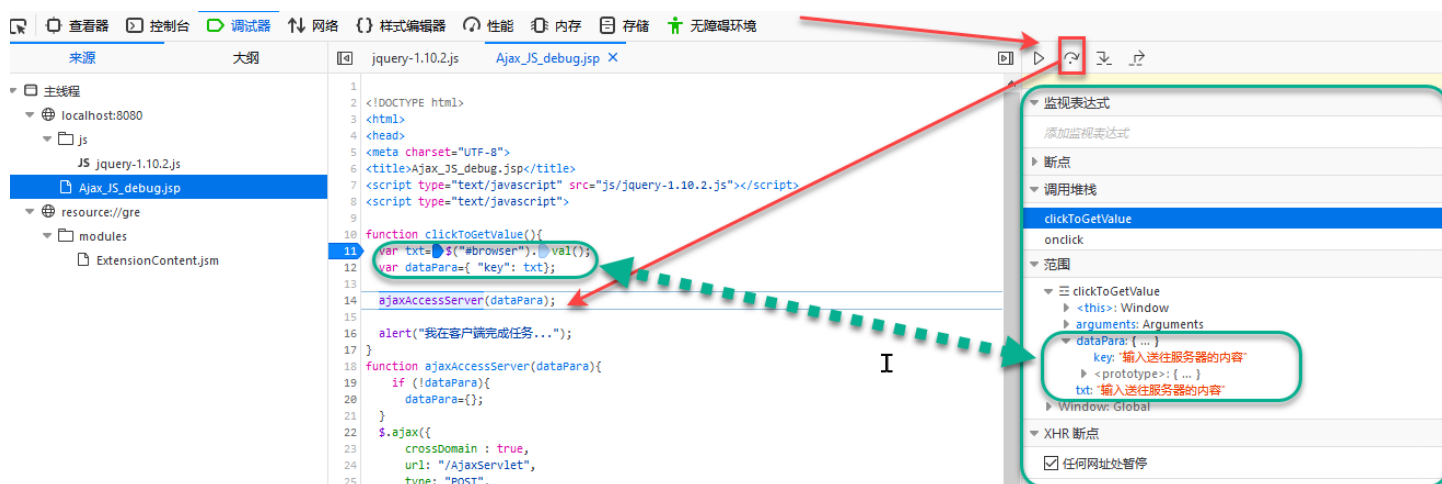 查看器 控制台 调试器 网络 {} 样式编辑器 性能 内存 存储 无障碍环境
来源 大纲 jquery-1.10.2.js Ajax_JS_debug.jsp ×
主线程
localhost:8080
js
JS jquery-1.10.2.js
Ajax_JS_debug.jsp
resource://gre
modules
ExtensionContent.jsm
1
2 <!DOCTYPE html>
3 <html>
4 <head>
5 <meta charset="UTF-8">
6 <title>Ajax_JS_debug.jsp</title>
7 <script type="text/javascript" src="js/jquery-1.10.2.js"></script>
8 <script type="text/javascript">
9
10 function clickToGetValue(){
11 var txt= $("#browser"). val();
12 var dataPara={ "key": txt};
13
14 ajaxAccessServer(dataPara);
15
16 alert("我在客户端完成任务...");
17 }
18 function ajaxAccessServer(dataPara){
19 if (!dataPara){
20 dataPara={};
21 }
22 $.ajax({
23 crossDomain : true,
24 url: "/AjaxServlet",
25 type: "POST",
监视表达式
添加监视表达式
断点
调用堆栈
clickToGetValue
onclick
范围
clickToGetValue
<this>: Window
arguments: Arguments
dataPara: { ... }
key: "输入送往服务器的内容"
<prototype>: { ... }
txt: "输入送往服务器的内容"
Window: Global
XHR 断点
任何网址处暂停